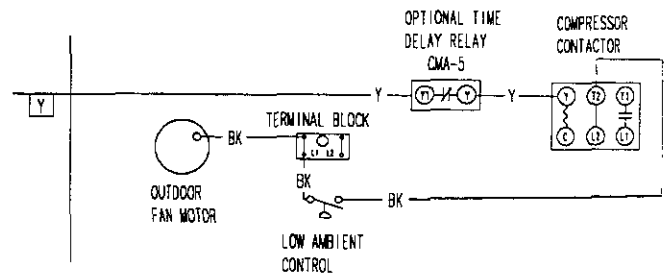 OPTIONAL TIME
DELAY RELAY
CMA-5
COMPRESSOR
CONTACTOR
Y
Y
Y1
Y
Y
Y
T2
T1
C
L2
L1
TERMINAL BLOCK
BK
L1 L2
OUTDOOR
FAN MOTOR
BK
BK
LOW AMBIENT
CONTROL